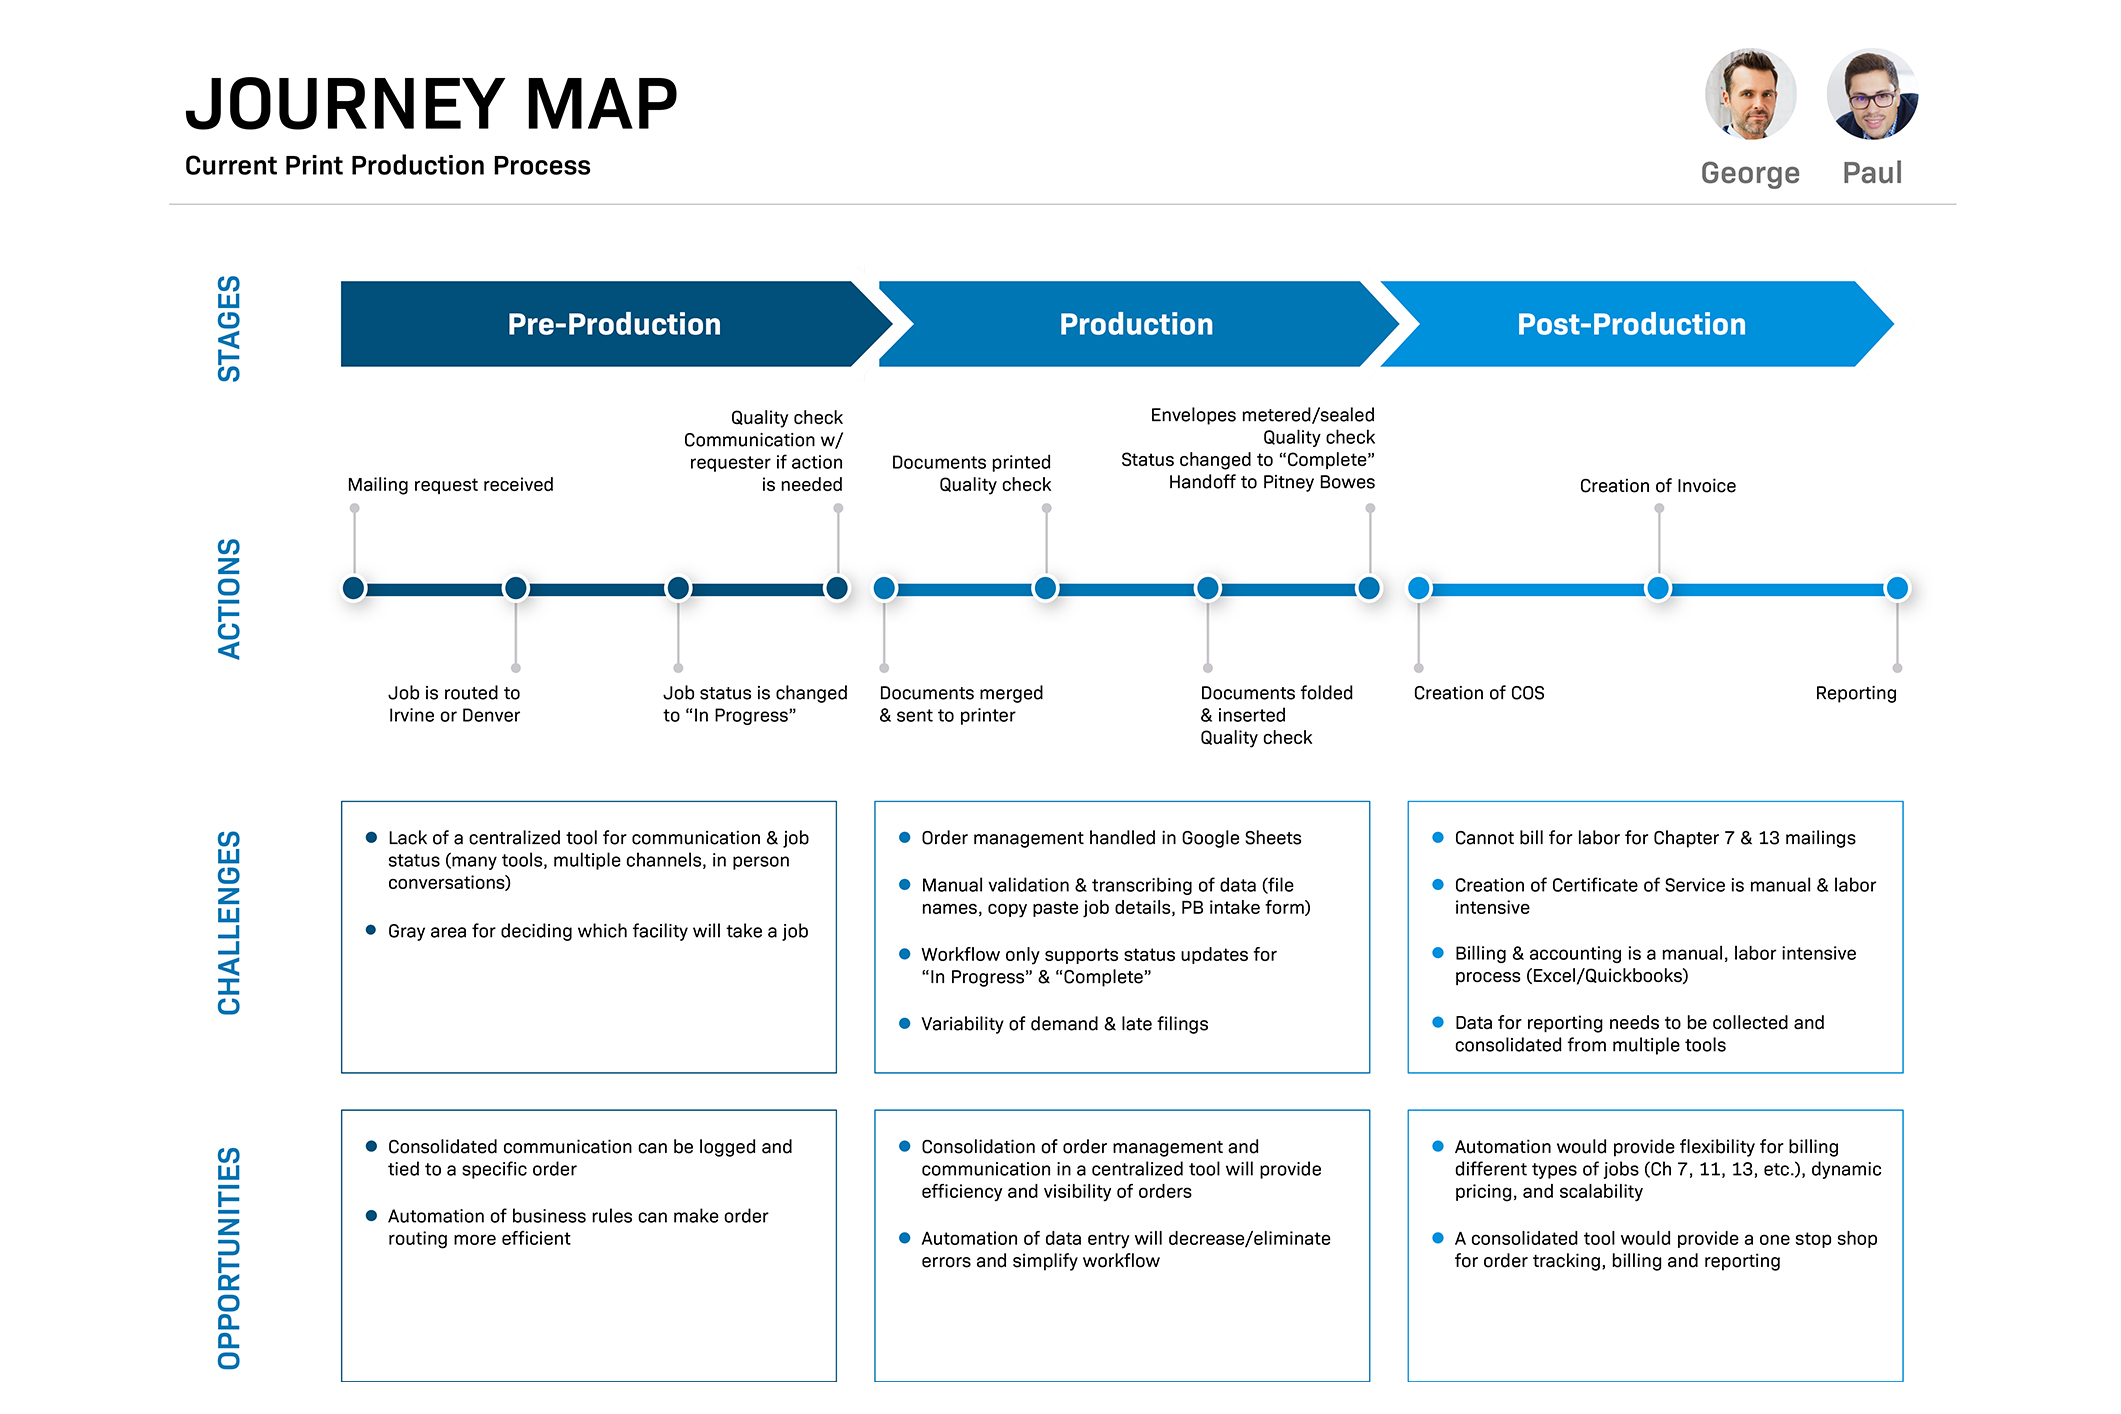 JOURNEY MAP
Current Print Production Process
George
Paul
STAGES
Pre-Production
Production
Post-Production
ACTIONS
Mailing request received
Job is routed to
Irvine or Denver
Job status is changed
to “In Progress”
Quality check
Communication w/
requester if action
is needed
Documents merged
& sent to printer
Documents printed
Quality check
Documents folded
& inserted
Quality check
Envelopes metered/sealed
Quality check
Status changed to “Complete”
Handoff to Pitney Bowes
Creation of COS
Creation of Invoice
Reporting
CHALLENGES
Lack of a centralized tool for communication & job
status (many tools, multiple channels, in person
conversations)
Gray area for deciding which facility will take a job
Order management handled in Google Sheets
Manual validation & transcribing of data (file
names, copy paste job details, PB intake form)
Workflow only supports status updates for
“In Progress” & “Complete”
Variability of demand & late filings
Cannot bill for labor for Chapter 7 & 13 mailings
Creation of Certificate of Service is manual & labor
intensive
Billing & accounting is a manual, labor intensive
process (Excel/Quickbooks)
Data for reporting needs to be collected and
consolidated from multiple tools
OPPORTUNITIES
Consolidated communication can be logged and
tied to a specific order
Automation of business rules can make order
routing more efficient
Consolidation of order management and
communication in a centralized tool will provide
efficiency and visibility of orders
Automation of data entry will decrease/eliminate
errors and simplify workflow
Automation would provide flexibility for billing
different types of jobs (Ch 7, 11, 13, etc.), dynamic
pricing, and scalability
A consolidated tool would provide a one stop shop
for order tracking, billing and reporting